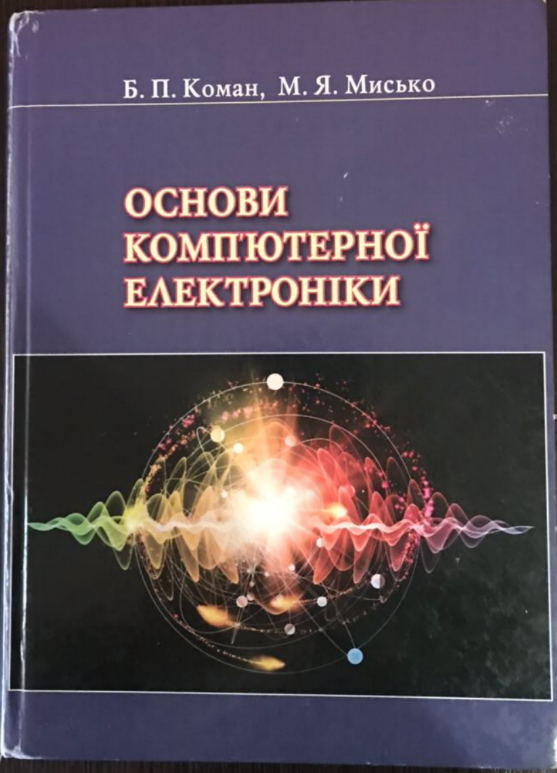 Б. П. Коман, М. Я. Мисько
ОСНОВИ
КОМП'ЮТЕРНОЇ
ЕЛЕКТРОНІКИ